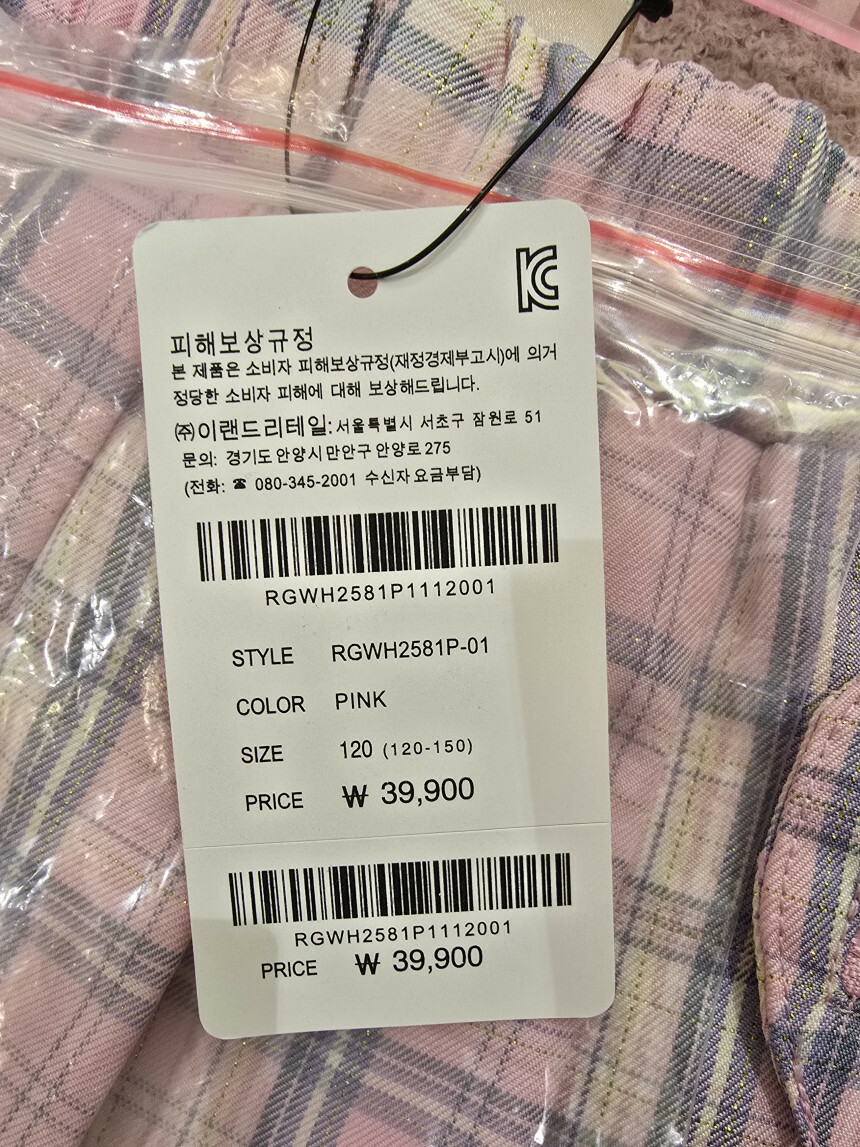 KC
피해보상규정
본 제품은 소비자 피해보상규정(재정경제부고시)에 의거
정당한 소비자 피해에 대해 보상해드립니다.
㈜이랜드리테일: 서울특별시 서초구 잠원로 51
문의: 경기도 안양시 만안구 안양로 275
(전화: ☎ 080-345-2001 수신자 요금부담)
RGWH2581P1112001
STYLE RGWH2581P-01
COLOR PINK
SIZE 120 (120-150)
PRICE ₩ 39,900
RGWH2581P1112001
PRICE ₩ 39,900